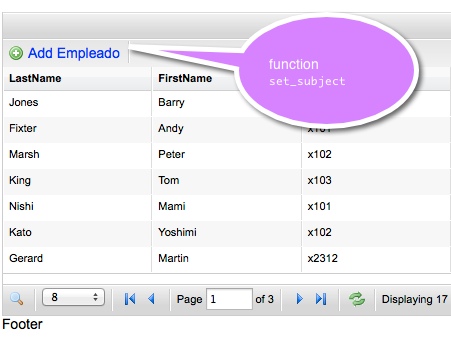 function
set_subject
Add Empleado
LastName FirstName
Jones Barry
Fixter Andy x101
Marsh Peter x102
King Tom x103
Nishi Mami x101
Kato Yoshimi x102
Gerard Martin x2312
8 Page 1 of 3 Displaying 17
Footer